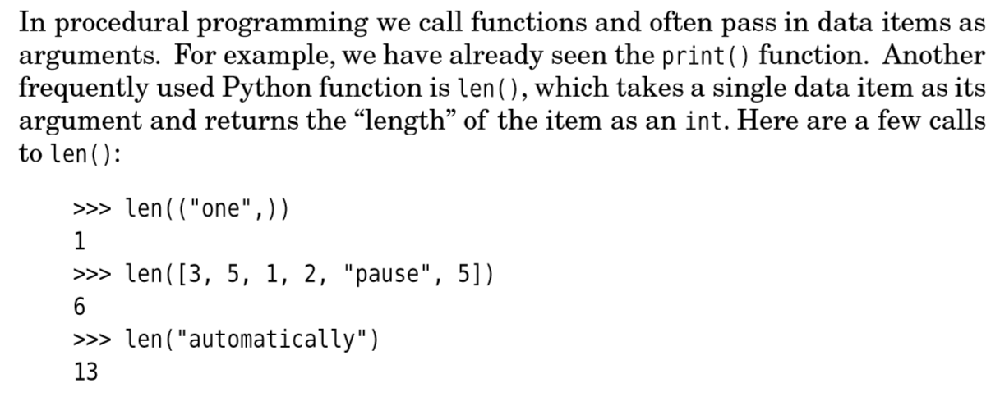 In procedural programming we call functions and often pass in data items as
arguments. For example, we have already seen the print() function. Another
frequently used Python function is len(), which takes a single data item as its
argument and returns the “length” of the item as an int. Here are a few calls
to len():
>>> len(("one",))
1
>>> len([3, 5, 1, 2, "pause", 5])
6
>>> len("automatically")
13